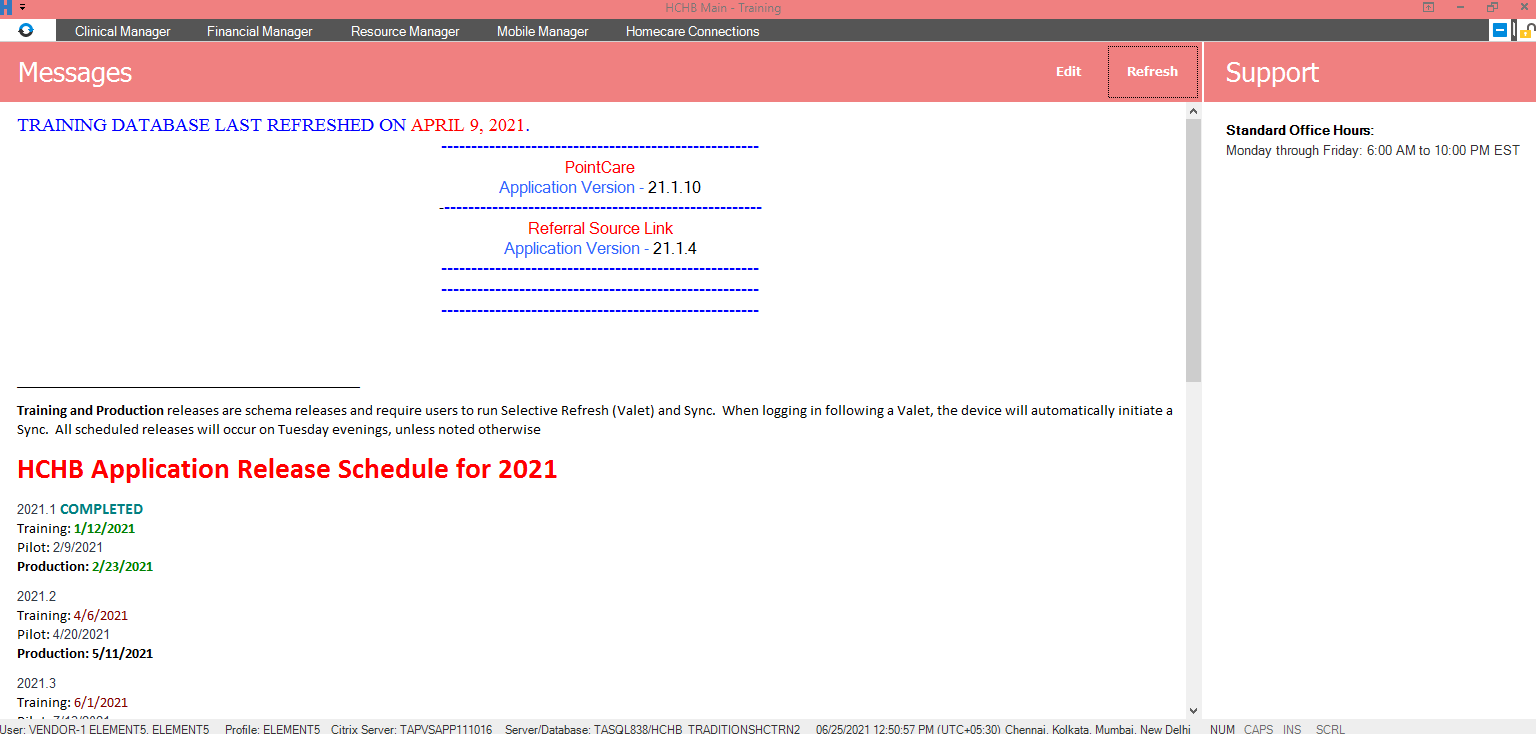 HCHB Main - Training
Clinical Manager Financial Manager Resource Manager Mobile Manager Homecare Connections
Messages Edit Refresh Support
TRAINING DATABASE LAST REFRESHED ON APRIL 9, 2021.
-----------------------------------------------------
PointCare
Application Version - 21.1.10
------------------------------------------------------
Referral Source Link
Application Version - 21.1.4
-----------------------------------------------------
-----------------------------------------------------
-----------------------------------------------------
Standard Office Hours:
Monday through Friday: 6:00 AM to 10:00 PM EST
Training and Production releases are schema releases and require users to run Selective Refresh (Valet) and Sync. When logging in following a Valet, the device will automatically initiate a
Sync. All scheduled releases will occur on Tuesday evenings, unless noted otherwise
HCHB Application Release Schedule for 2021
2021.1 COMPLETED
Training: 1/12/2021
Pilot: 2/9/2021
Production: 2/23/2021
2021.2
Training: 4/6/2021
Pilot: 4/20/2021
Production: 5/11/2021
2021.3
Training: 6/1/2021
User: VENDOR-1 ELEMENT5, ELEMENT5 Profile: ELEMENT5 Citrix Server: TAPVSAPP111016 Server/Database: TASQL838/HCHB_TRADITIONSHCTRN2 06/25/2021 12:50:57 PM (UTC+05:30) Chennai, Kolkata, Mumbai, New Delhi NUM CAPS INS SCRL